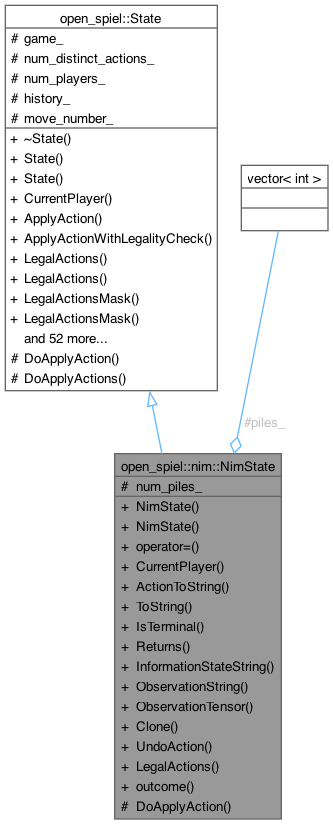 open_spiel::State
# game_
# num_distinct_actions_
# num_players_
# history_
# move_number_
+ ~State()
+ State()
+ State()
+ CurrentPlayer()
+ ApplyAction()
+ ApplyActionWithLegalityCheck()
+ LegalActions()
+ LegalActions()
+ LegalActionsMask()
+ LegalActionsMask()
and 52 more...
# DoApplyAction()
# DoApplyActions()
vector< int >
#piles_
open_spiel::nim::NimState
# num_piles_
+ NimState()
+ NimState()
+ operator=()
+ CurrentPlayer()
+ ActionToString()
+ ToString()
+ IsTerminal()
+ Returns()
+ InformationStateString()
+ ObservationString()
+ ObservationTensor()
+ Clone()
+ UndoAction()
+ LegalActions()
+ outcome()
# DoApplyAction()